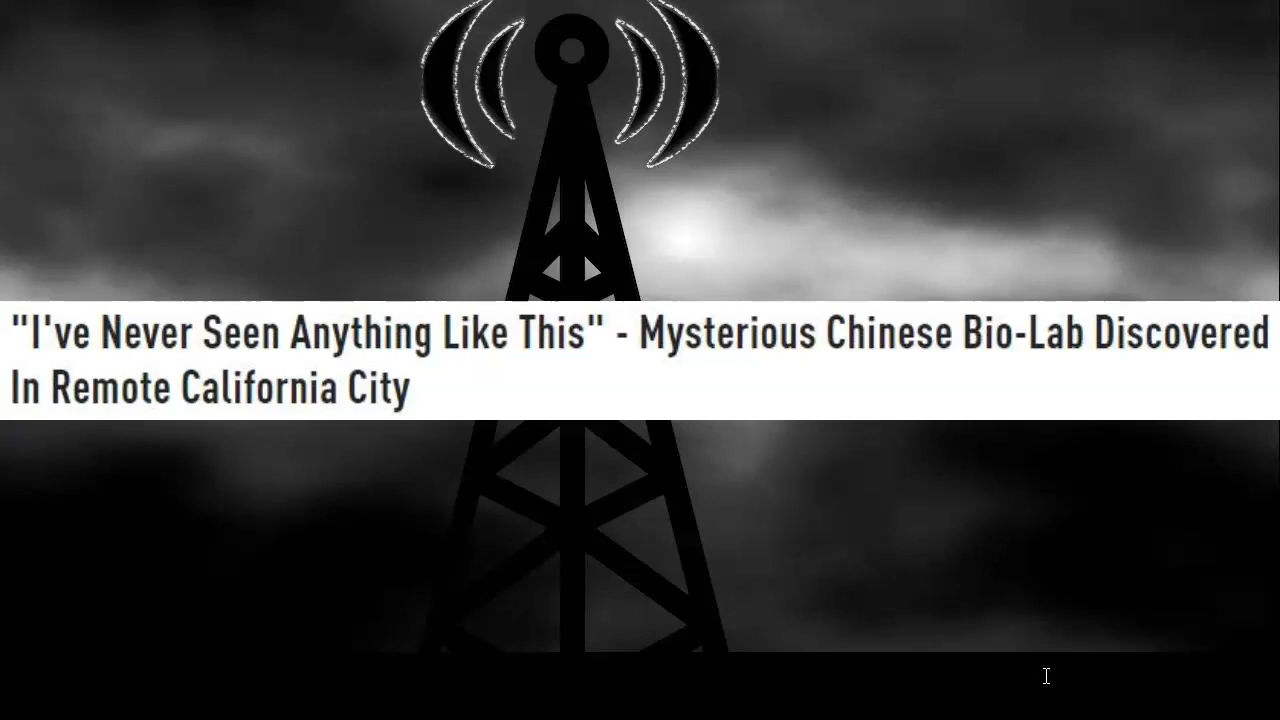 "I've Never Seen Anything Like This" - Mysterious Chinese Bio-Lab Discovered
In Remote California City